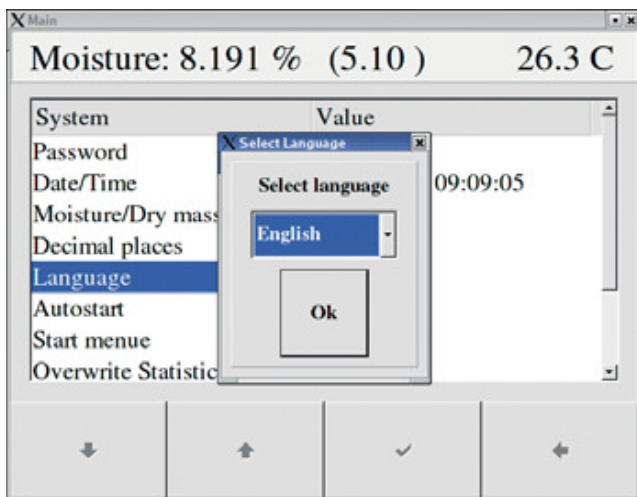 Main
Moisture: 8.191 % (5.10 ) 26.3 C
System Value
Password
Date/Time 09:09:05
Moisture/Dry mass
Decimal places
Language
Autostart
Start menue
Overwrite Statistic
Select Language
Select language
English
Ok